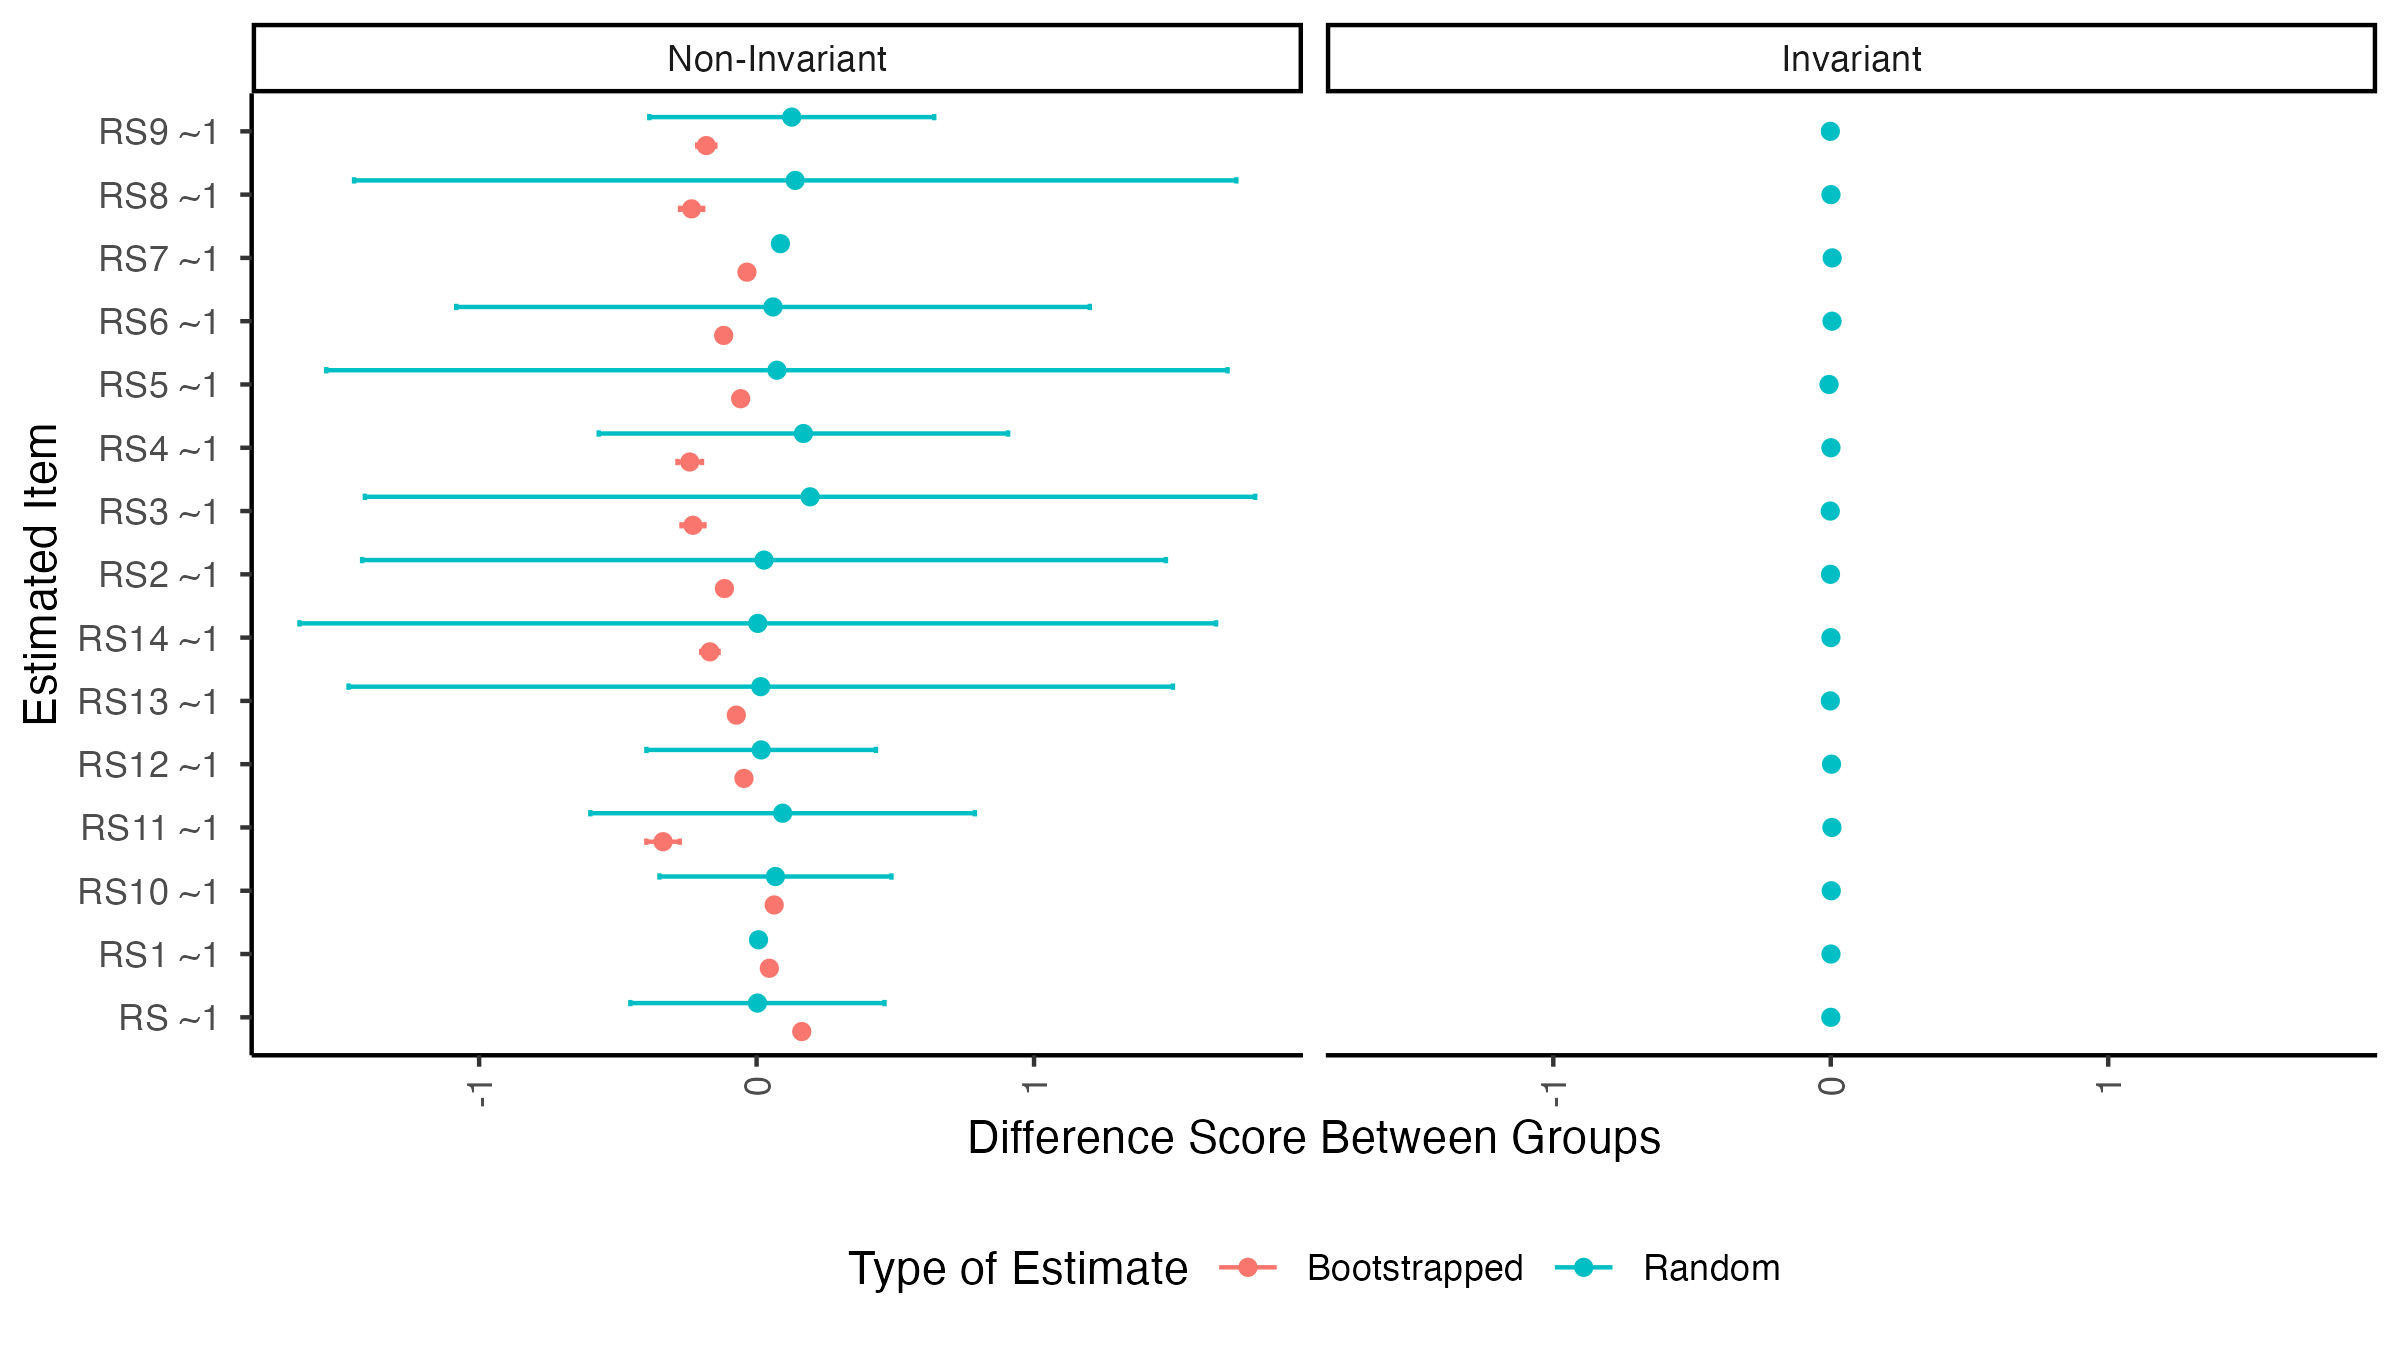 Non-Invariant
Invariant
Estimated Item
RS9 ~1
RS8 ~1
RS7 ~1
RS6 ~1
RS5 ~1
RS4 ~1
RS3 ~1
RS2 ~1
RS14 ~1
RS13 ~1
RS12 ~1
RS11 ~1
RS10 ~1
RS1 ~1
RS ~1
-1
0
1
-1
0
1
Difference Score Between Groups
Type of Estimate
Bootstrapped
Random